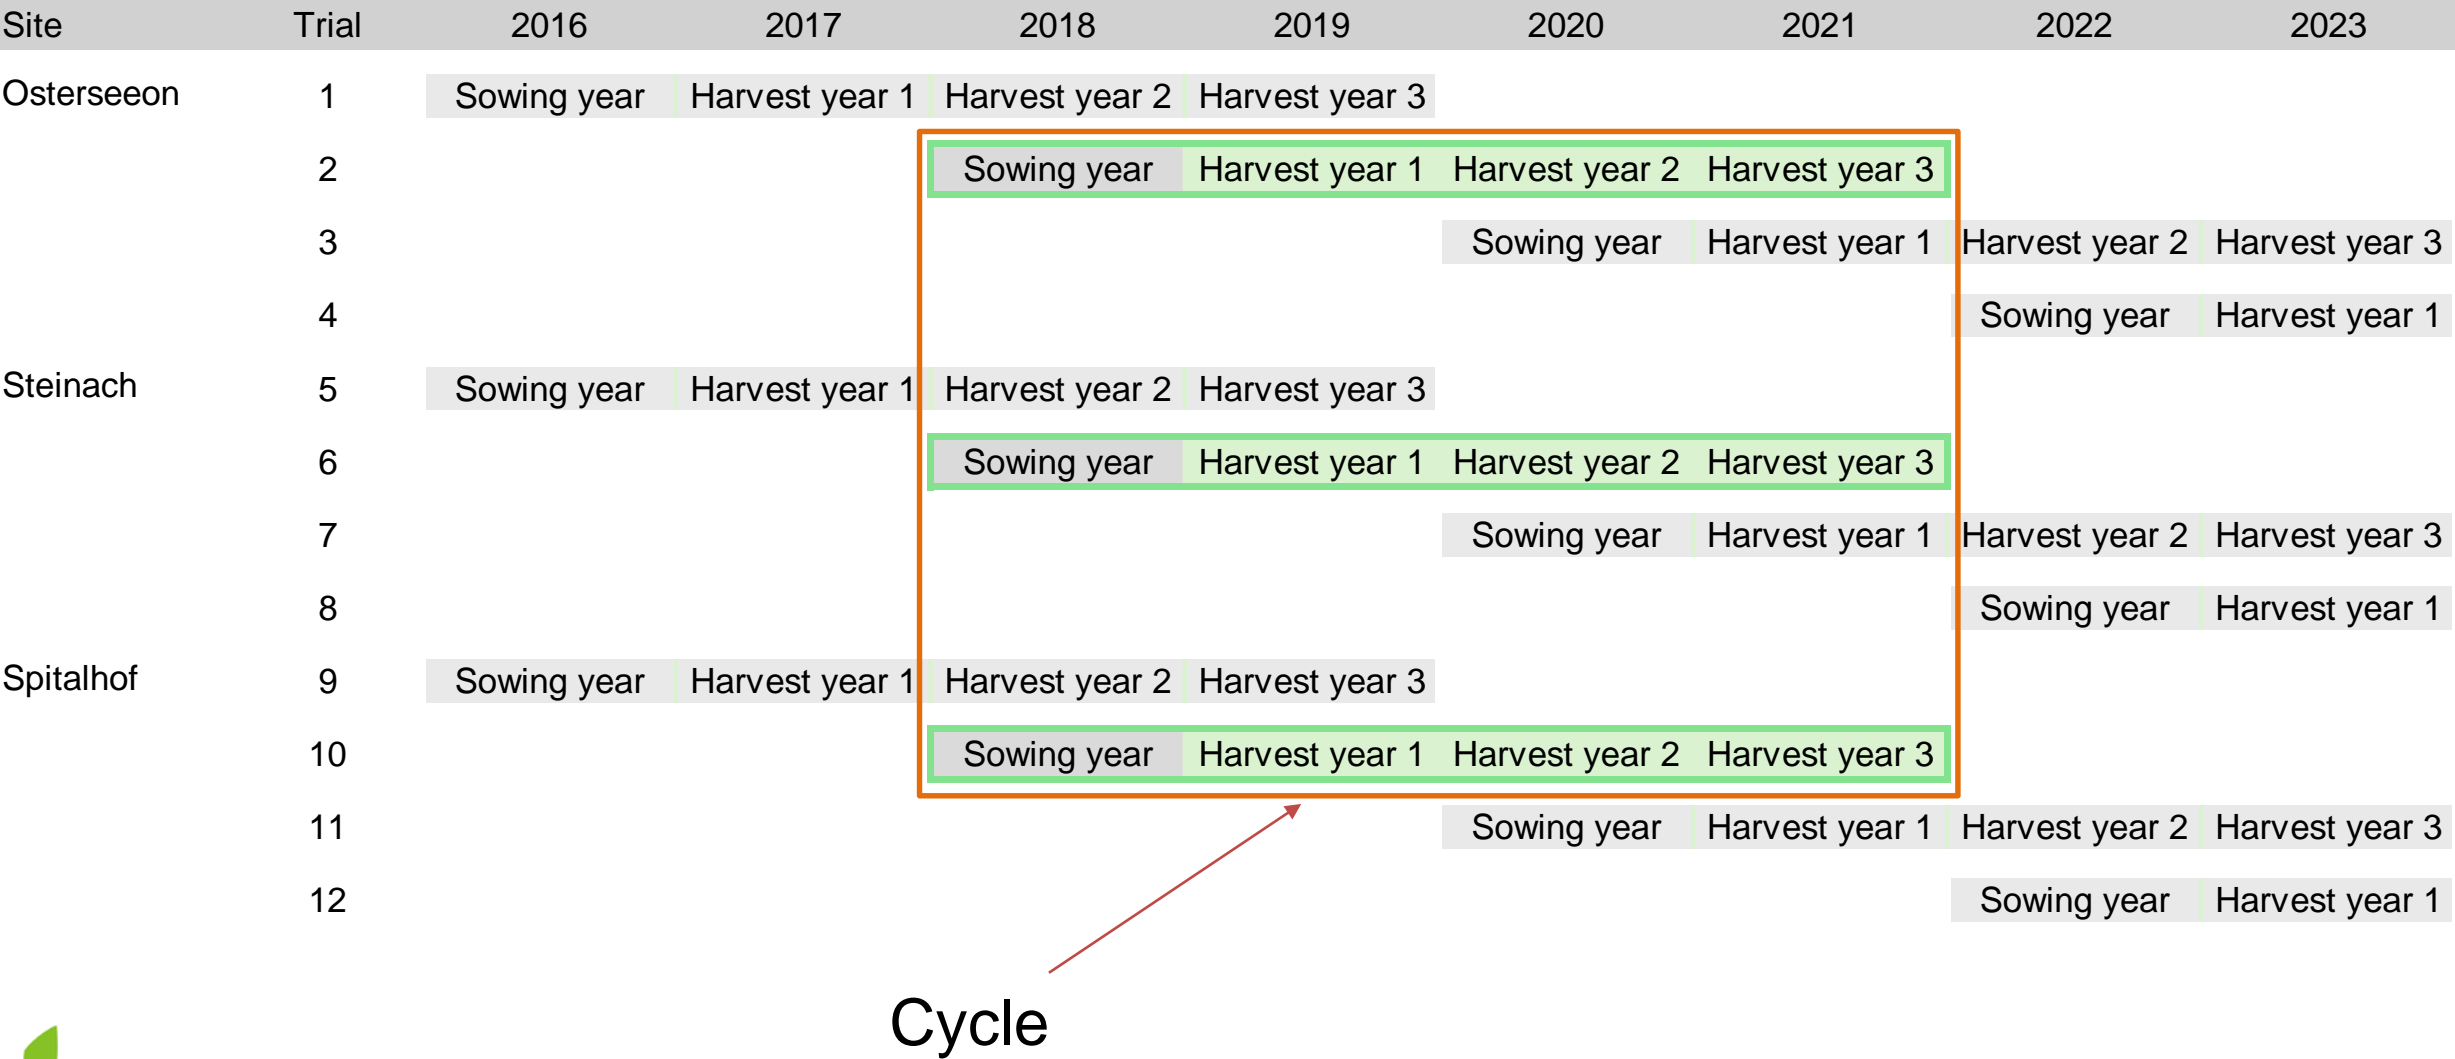 Site Trial 2016 2017 2018 2019 2020 2021 2022 2023
Osterseeon 1 Sowing year Harvest year 1 Harvest year 2 Harvest year 3
2 Sowing year Harvest year 1 Harvest year 2 Harvest year 3
3 Sowing year Harvest year 1 Harvest year 2 Harvest year 3
4 Sowing year Harvest year 1
Steinach 5 Sowing year Harvest year 1 Harvest year 2 Harvest year 3
6 Sowing year Harvest year 1 Harvest year 2 Harvest year 3
7 Sowing year Harvest year 1 Harvest year 2 Harvest year 3
8 Sowing year Harvest year 1
Spitalhof 9 Sowing year Harvest year 1 Harvest year 2 Harvest year 3
10 Sowing year Harvest year 1 Harvest year 2 Harvest year 3
11 Sowing year Harvest year 1 Harvest year 2 Harvest year 3
12 Sowing year Harvest year 1
Cycle